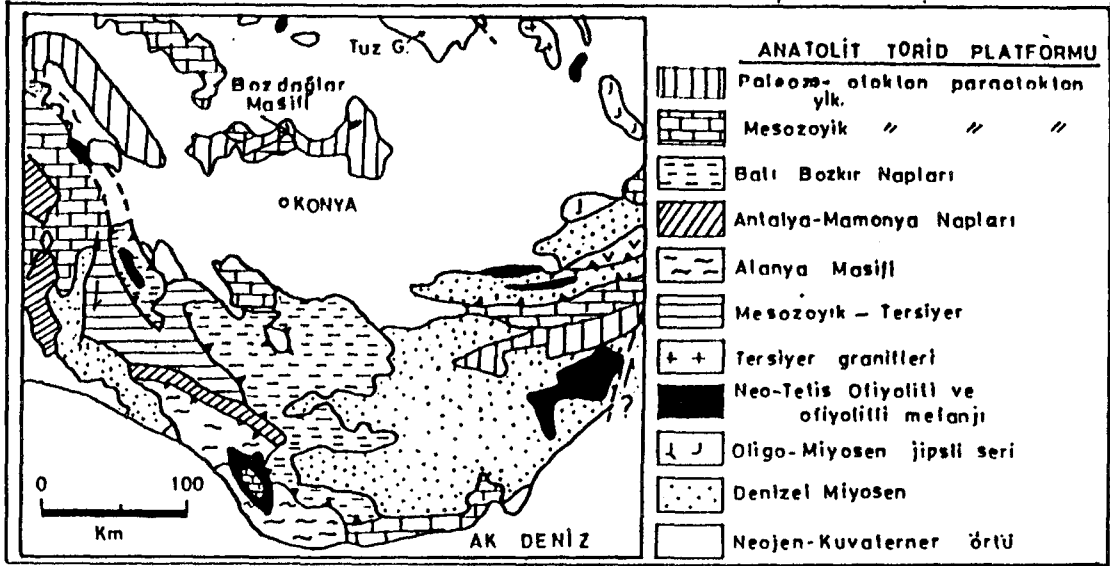 Tuz G.
Bozdağlar
Masifi
KONYA
0 100
Km
AK DENİZ
ANATOLİT TORİD PLATFORMU
Paleozo- otokton paraotokton
ylk.
Mesozoyik " " "
Batı Bozkır Napları
Antalya-Mamonya Napları
Alanya Masifi
Mesozoyik - Tersiyer
Tersiyer granitleri
Neo-Tetis Ofiyoliti ve
ofiyolitli melanjı
Oligo-Miyosen jipsli seri
Denizel Miyosen
Neojen-Kuvaterner örtü
?